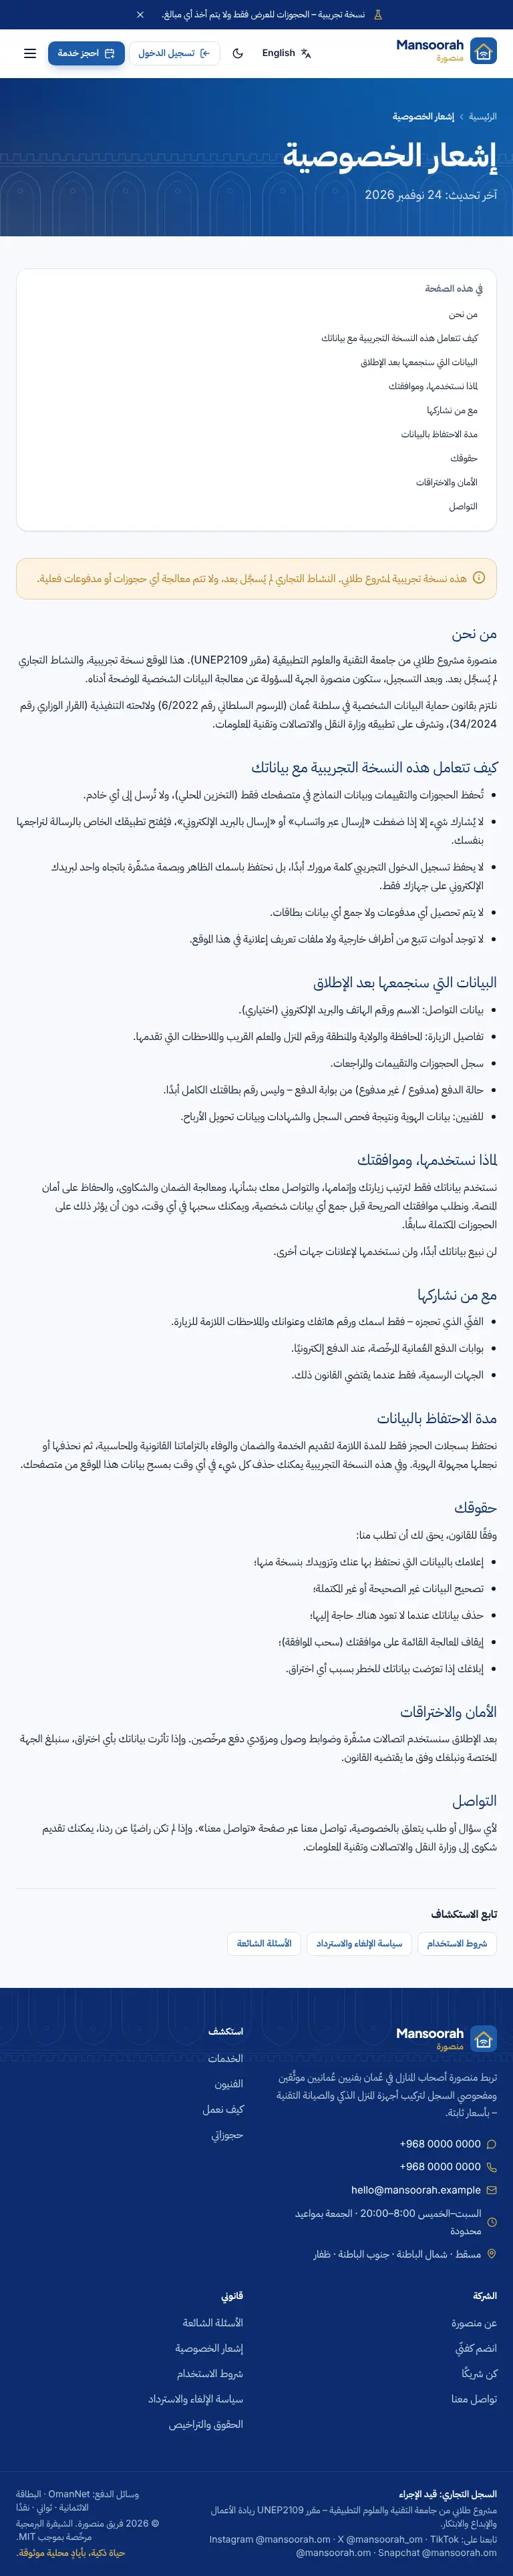 نسخة تجريبية – الحجوزات للعرض فقط ولا يتم أخذ أي مبالغ.
Mansoorah
منصورة
English
تسجيل الدخول
احجز خدمة
الرئيسية › إشعار الخصوصية
إشعار الخصوصية
آخر تحديث: 24 نوفمبر 2026
في هذه الصفحة
من نحن
كيف تتعامل هذه النسخة التجريبية مع بياناتك
البيانات التي سنجمعها بعد الإطلاق
لماذا نستخدمها، وموافقتك
مع من نشاركها
مدة الاحتفاظ بالبيانات
حقوقك
الأمان والاختراقات
التواصل
هذه نسخة تجريبية لمشروع طلابي. النشاط التجاري لم يُسجَّل بعد، ولا تتم معالجة أي حجوزات أو مدفوعات فعلية.
من نحن
منصورة مشروع طلابي من جامعة التقنية والعلوم التطبيقية (مقرر UNEP2109). هذا الموقع نسخة تجريبية، والنشاط التجاري
لم يُسجَّل بعد. وبعد التسجيل، ستكون منصورة الجهة المسؤولة عن معالجة البيانات الشخصية الموضحة أدناه.
نلتزم بقانون حماية البيانات الشخصية في سلطنة عُمان (المرسوم السلطاني رقم 6/2022) ولائحته التنفيذية (القرار الوزاري رقم
34/2024)، وتشرف على تطبيقه وزارة النقل والاتصالات وتقنية المعلومات.
كيف تتعامل هذه النسخة التجريبية مع بياناتك
• تُحفظ الحجوزات والتقييمات وبيانات النماذج في متصفحك فقط (التخزين المحلي)، ولا تُرسل إلى أي خادم.
• لا يُشارك شيء إلا إذا ضغطت «إرسال عبر واتساب» أو «إرسال بالبريد الإلكتروني»، فيُفتح تطبيقك الخاص بالرسالة لتراجعها
بنفسك.
• لا يحفظ تسجيل الدخول التجريبي كلمة مرورك أبدًا، بل نحتفظ باسمك الظاهر وبصمة مشفّرة باتجاه واحد لبريدك
الإلكتروني على جهازك فقط.
• لا يتم تحصيل أي مدفوعات ولا جمع أي بيانات بطاقات.
• لا توجد أدوات تتبع من أطراف خارجية ولا ملفات تعريف إعلانية في هذا الموقع.
البيانات التي سنجمعها بعد الإطلاق
• بيانات التواصل: الاسم ورقم الهاتف والبريد الإلكتروني (اختياري).
• تفاصيل الزيارة: المحافظة والولاية والمنطقة ورقم المنزل والمعلم القريب والملاحظات التي تقدمها.
• سجل الحجوزات والتقييمات والمراجعات.
• حالة الدفع (مدفوع / غير مدفوع) من بوابة الدفع – وليس رقم بطاقتك الكامل أبدًا.
• للفنيين: بيانات الهوية ونتيجة فحص السجل والشهادات وبيانات تحويل الأرباح.
لماذا نستخدمها، وموافقتك
نستخدم بياناتك فقط لترتيب زيارتك وإتمامها، والتواصل معك بشأنها، ومعالجة الضمان والشكاوى، والحفاظ على أمان
المنصة. ونطلب موافقتك الصريحة قبل جمع أي بيانات شخصية، ويمكنك سحبها في أي وقت، دون أن يؤثر ذلك على
الحجوزات المكتملة سابقًا.
لن نبيع بياناتك أبدًا، ولن نستخدمها لإعلانات جهات أخرى.
مع من نشاركها
• الفنّي الذي تحجزه – فقط اسمك ورقم هاتفك وعنوانك والملاحظات اللازمة للزيارة.
• بوابات الدفع العُمانية المرخّصة، عند الدفع إلكترونيًا.
• الجهات الرسمية، فقط عندما يقتضي القانون ذلك.
مدة الاحتفاظ بالبيانات
نحتفظ بسجلات الحجز فقط للمدة اللازمة لتقديم الخدمة والضمان والوفاء بالتزاماتنا القانونية والمحاسبية، ثم نحذفها أو
نجعلها مجهولة الهوية. وفي هذه النسخة التجريبية يمكنك حذف كل شيء في أي وقت بمسح بيانات هذا الموقع من متصفحك.
حقوقك
وفقًا للقانون، يحق لك أن تطلب منا:
• إعلامك بالبيانات التي نحتفظ بها عنك وتزويدك بنسخة منها؛
• تصحيح البيانات غير الصحيحة أو غير المكتملة؛
• حذف بياناتك عندما لا تعود هناك حاجة إليها؛
• إيقاف المعالجة القائمة على موافقتك (سحب الموافقة)؛
• إبلاغك إذا تعرّضت بياناتك للخطر بسبب أي اختراق.
الأمان والاختراقات
بعد الإطلاق سنستخدم اتصالات مشفّرة وضوابط وصول ومزوّدي دفع مرخّصين. وإذا تأثرت بياناتك بأي اختراق، سنبلغ الجهة
المختصة ونبلغك وفق ما يقتضيه القانون.
التواصل
لأي سؤال أو طلب يتعلق بالخصوصية، تواصل معنا عبر صفحة «تواصل معنا». وإذا لم تكن راضيًا عن ردنا، يمكنك تقديم
شكوى إلى وزارة النقل والاتصالات وتقنية المعلومات.
تابع الاستكشاف
شروط الاستخدام
سياسة الإلغاء والاسترداد
الأسئلة الشائعة
Mansoorah
منصورة
تربط منصورة أصحاب المنازل في عُمان بفنيين عُمانيين موثَّقين
ومفحوصي السجل لتركيب أجهزة المنزل الذكي والصيانة التقنية
– بأسعار ثابتة.
+968 0000 0000
+968 0000 0000
hello@mansoorah.example
السبت–الخميس 8:00–20:00 · الجمعة بمواعيد
محدودة
مسقط · شمال الباطنة · جنوب الباطنة · ظفار
استكشف
الخدمات
الفنيون
كيف نعمل
حجوزاتي
الشركة
عن منصورة
انضم كفنّي
كن شريكًا
تواصل معنا
قانوني
الأسئلة الشائعة
إشعار الخصوصية
شروط الاستخدام
سياسة الإلغاء والاسترداد
الحقوق والتراخيص
السجل التجاري: قيد الإجراء
مشروع طلابي من جامعة التقنية والعلوم التطبيقية – مقرر UNEP2109 ريادة الأعمال
والإبداع والابتكار.
تابعنا على: Instagram @mansoorah.om · X @mansoorah_om · TikTok
@mansoorah.om · Snapchat @mansoorah.om
وسائل الدفع: OmanNet · البطاقة
الائتمانية · ثواني · نقدًا
© 2026 فريق منصورة. الشيفرة البرمجية
مرخّصة بموجب MIT.
حياة ذكية، بأيادٍ محلية موثوقة.